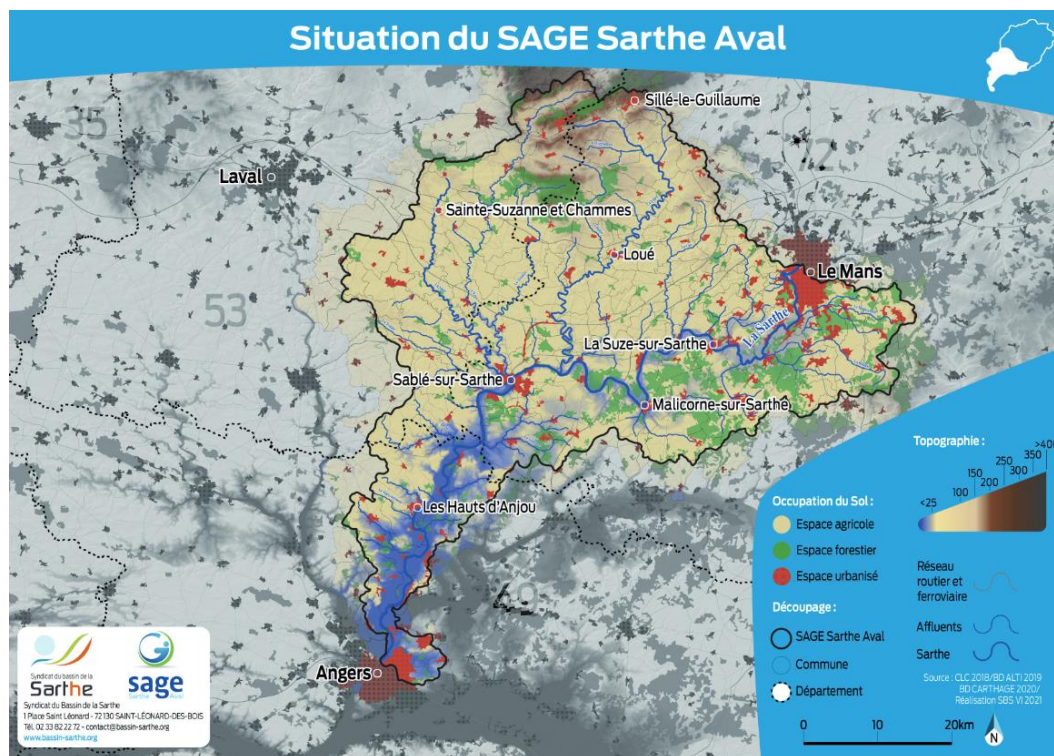 Situation du SAGE Sarthe Aval
35
72
53
49
Sillé-le-Guillaume
Laval
Sainte-Suzanne et Chammes
Loué
Le Mans
La Sarthe
La Suze-sur-Sarthe
Sablé-sur-Sarthe
Malicorne-sur-Sarthe
Les Hauts d'Anjou
Angers
Topographie :
<25
100
150
200
250
300
350
>400
Occupation du Sol :
Espace agricole
Espace forestier
Espace urbanisé
Découpage :
SAGE Sarthe Aval
Commune
Département
Réseau
routier et
ferroviaire
Affluents
Sarthe
Source : CLC 2018/BD ALTI 2019
BD CARTHAGE 2020/
Réalisation SBS VI 2021
0 10 20km
N
Syndicat du bassin de la
Sarthe
sage
Sarthe Aval
Syndicat du Bassin de la Sarthe
1 Place Saint Léonard - 72130 SAINT-LÉONARD-DES-BOIS
Tél. 02 33 82 22 72 - contact@bassin-sarthe.org
www.bassin-sarthe.org